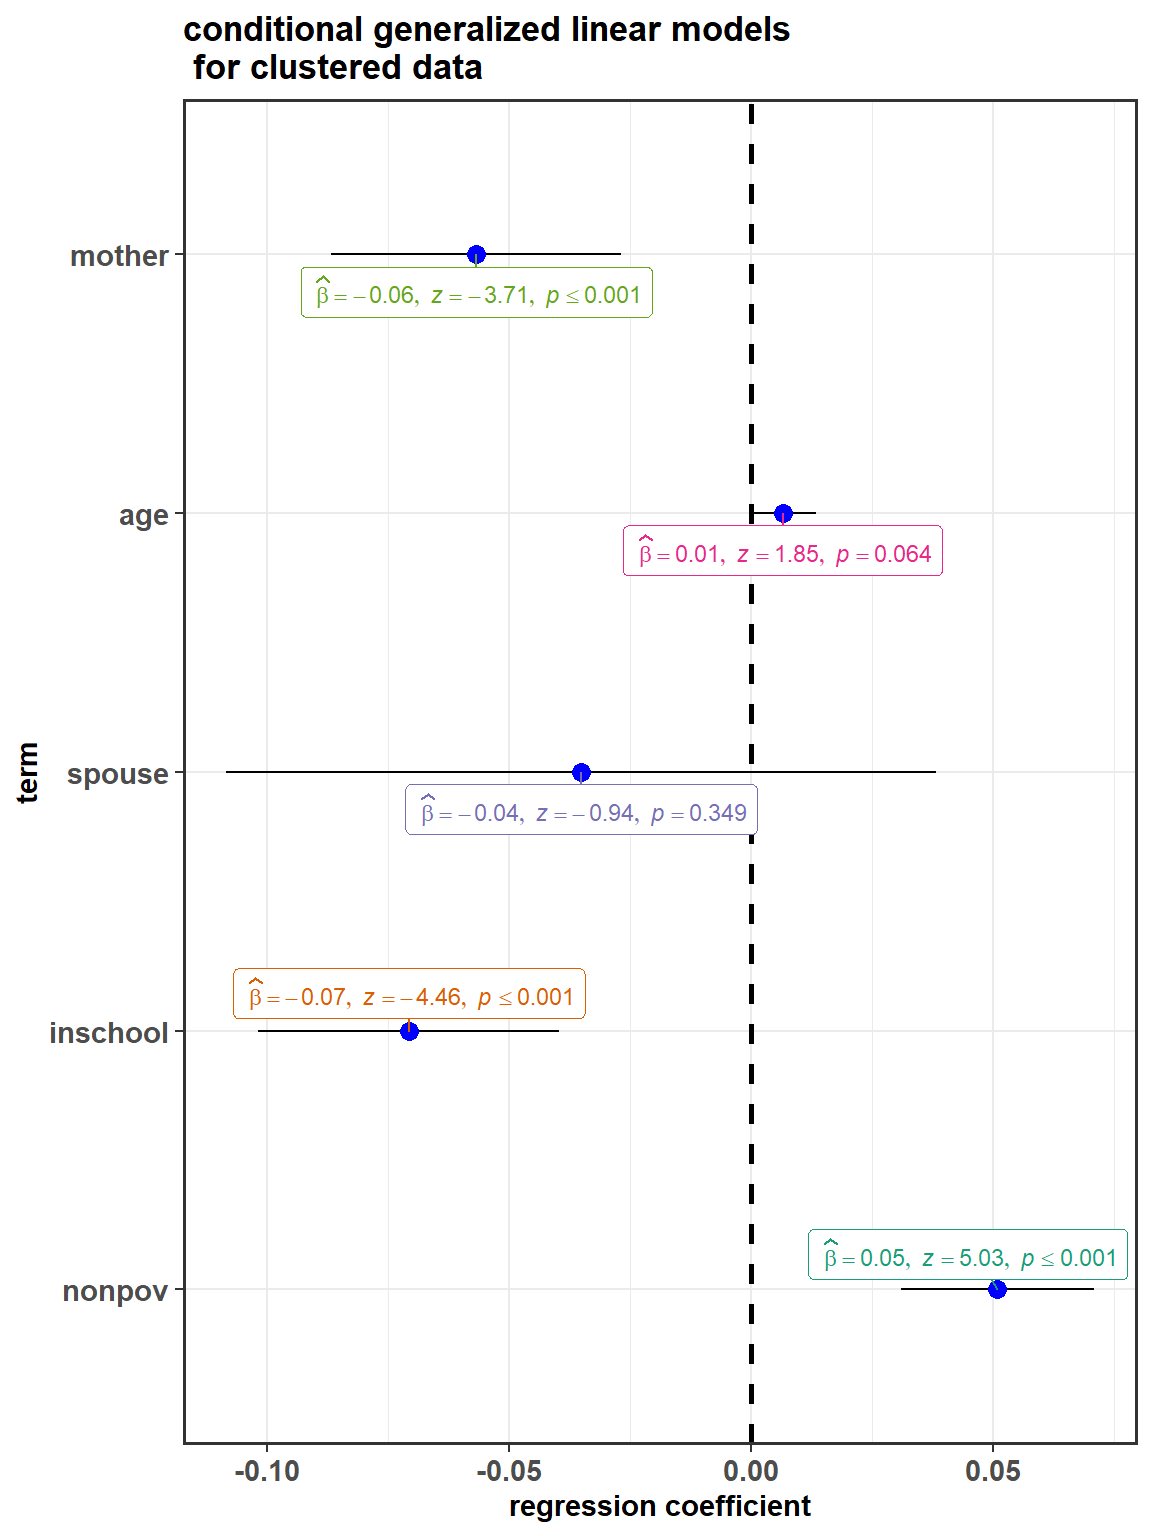 conditional generalized linear models
for clustered data
mother
β̂ = −0.06, z = −3.71, p ≤ 0.001
age
β̂ = 0.01, z = 1.85, p = 0.064
term
spouse
β̂ = −0.04, z = −0.94, p = 0.349
β̂ = −0.07, z = −4.46, p ≤ 0.001
inschool
β̂ = 0.05, z = 5.03, p ≤ 0.001
nonpov
-0.10 -0.05 0.00 0.05
regression coefficient